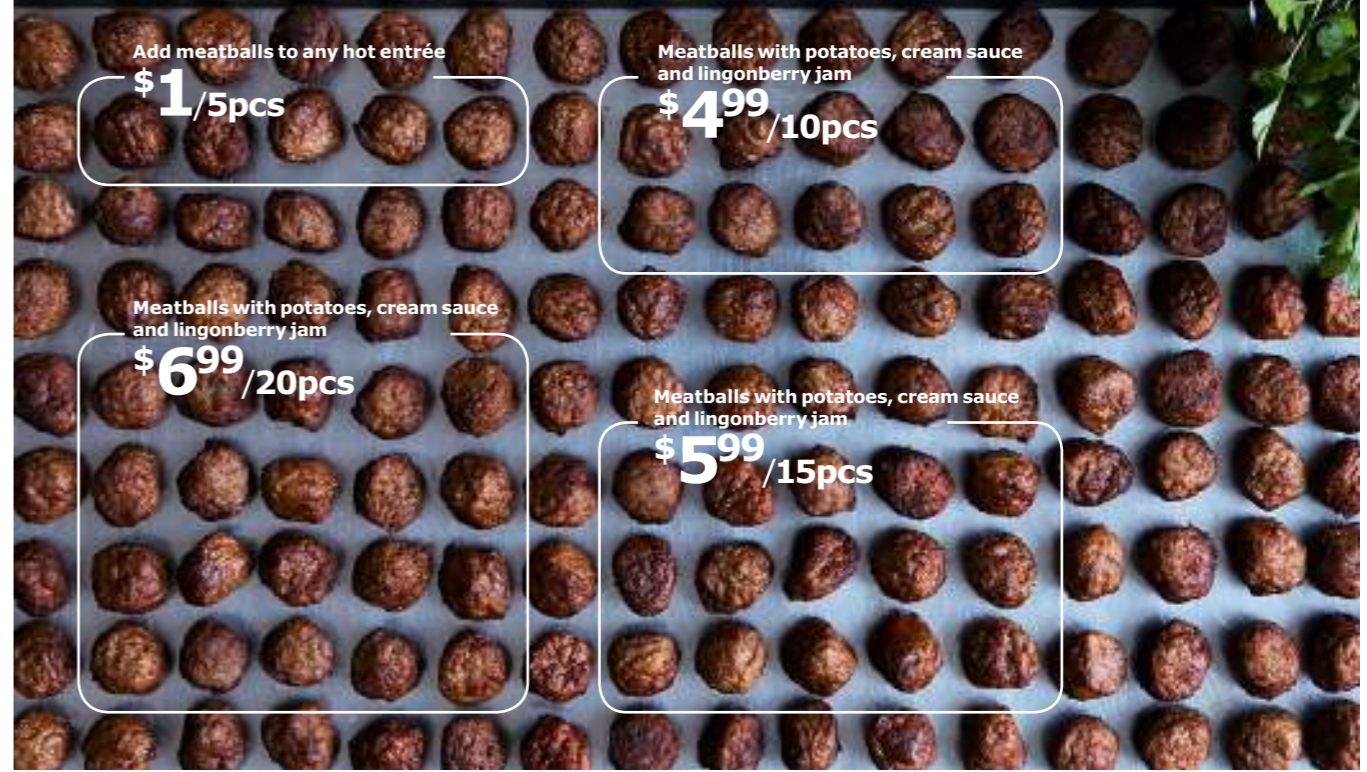 Add meatballs to any hot entrée
$1/5pcs
Meatballs with potatoes, cream sauce
and lingonberry jam
$499/10pcs
Meatballs with potatoes, cream sauce
and lingonberry jam
$699/20pcs
Meatballs with potatoes, cream sauce
and lingonberry jam
$599/15pcs